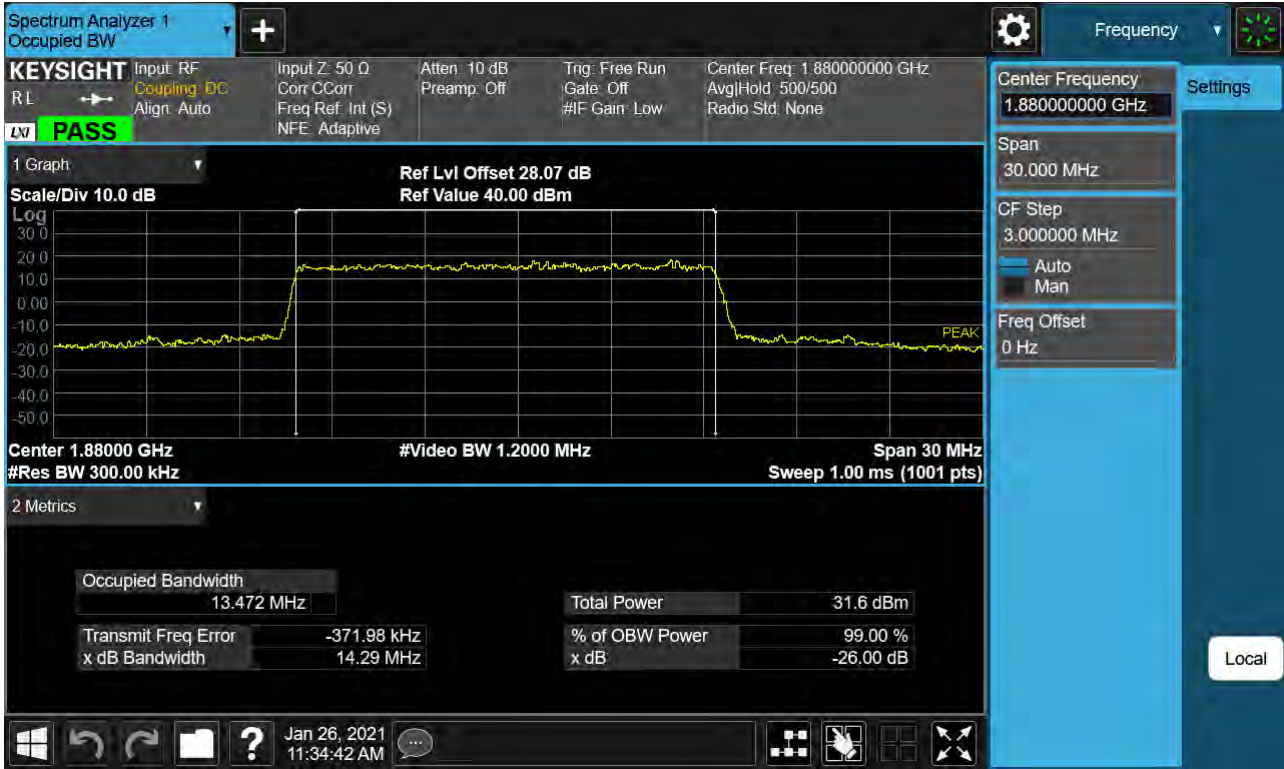 Spectrum Analyzer 1
Occupied BW
+
Frequency
KEYSIGHT
RL
LXI
PASS
Input: RF
Coupling: DC
Align: Auto
Input Z: 50 Ω
Corr CCorr
Freq Ref: Int (S)
NFE: Adaptive
Atten: 10 dB
Preamp: Off
Trig: Free Run
Gate: Off
#IF Gain: Low
Center Freq: 1.880000000 GHz
Avg|Hold: 500/500
Radio Std: None
Center Frequency
1.880000000 GHz
Settings
Span
30.000 MHz
CF Step
3.000000 MHz
Auto
Man
Freq Offset
0 Hz
1 Graph
Scale/Div 10.0 dB
Ref Lvl Offset 28.07 dB
Ref Value 40.00 dBm
Log
30.0
20.0
10.0
0.00
-10.0
-20.0
-30.0
-40.0
-50.0
PEAK
Center 1.88000 GHz
#Video BW 1.2000 MHz
Span 30 MHz
#Res BW 300.00 kHz
Sweep 1.00 ms (1001 pts)
2 Metrics
Occupied Bandwidth
13.472 MHz
Total Power 31.6 dBm
Transmit Freq Error -371.98 kHz
% of OBW Power 99.00 %
x dB Bandwidth 14.29 MHz
x dB -26.00 dB
Local
?
Jan 26, 2021
11:34:42 AM